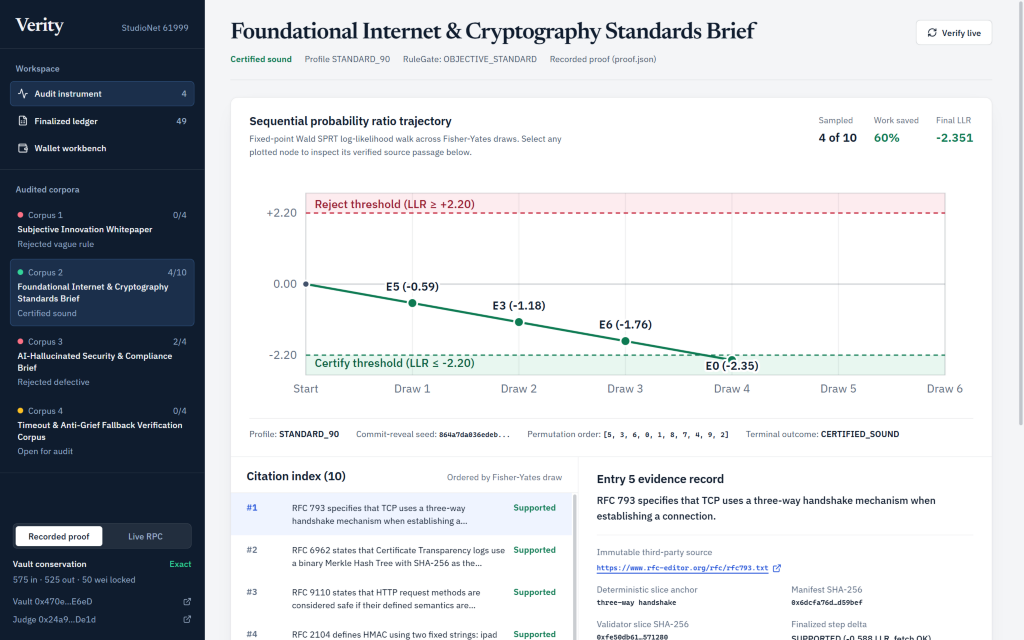 Verity
StudioNet 61999
Workspace
Audit instrument 4
Finalized ledger 49
Wallet workbench
Audited corpora
Corpus 1 0/4
Subjective Innovation Whitepaper
Rejected vague rule
Corpus 2 4/10
Foundational Internet & Cryptography
Standards Brief
Certified sound
Corpus 3 2/4
AI-Hallucinated Security & Compliance
Brief
Rejected defective
Corpus 4 0/4
Timeout & Anti-Grief Fallback Verification
Corpus
Open for audit
Recorded proof Live RPC
Vault conservation Exact
575 in · 525 out · 50 wei locked
Vault 0x470e…E6eD
Judge 0x24a9…De1d
Foundational Internet & Cryptography Standards Brief
Verify live
Certified sound Profile STANDARD_90 RuleGate: OBJECTIVE_STANDARD Recorded proof (proof.json)
Sequential probability ratio trajectory
Fixed-point Wald SPRT log-likelihood walk across Fisher-Yates draws. Select any
plotted node to inspect its verified source passage below.
Sampled Work saved Final LLR
4 of 10 60% -2.351
Reject threshold (LLR ≥ +2.20)
+2.20
0.00
-2.20
E5 (-0.59)
E3 (-1.18)
E6 (-1.76)
E0 (-2.35)
Certify threshold (LLR ≤ -2.20)
Start Draw 1 Draw 2 Draw 3 Draw 4 Draw 5 Draw 6
Profile: STANDARD_90 Commit-reveal seed: 864a7da036edeb... Permutation order: [5, 3, 6, 0, 1, 8, 7, 4, 9, 2] Terminal outcome: CERTIFIED_SOUND
Citation index (10) Ordered by Fisher-Yates draw
#1 RFC 793 specifies that TCP uses a three-way Supported
handshake mechanism when establishing a…
#2 RFC 6962 states that Certificate Transparency logs use Supported
a binary Merkle Hash Tree with SHA-256 as the…
#3 RFC 9110 states that HTTP request methods are Supported
considered safe if their defined semantics are…
#4 RFC 2104 defines HMAC using two fixed strings: ipad Supported
Entry 5 evidence record
RFC 793 specifies that TCP uses a three-way handshake mechanism when
establishing a connection.
Immutable third-party source
https://www.rfc-editor.org/rfc/rfc793.txt
Deterministic slice anchor Manifest SHA-256
three-way handshake 0x6dcfa76d…d59bef
Validator slice SHA-256 Finalized step delta
0xfe50db61…571280 SUPPORTED (-0.588 LLR, fetch OK)